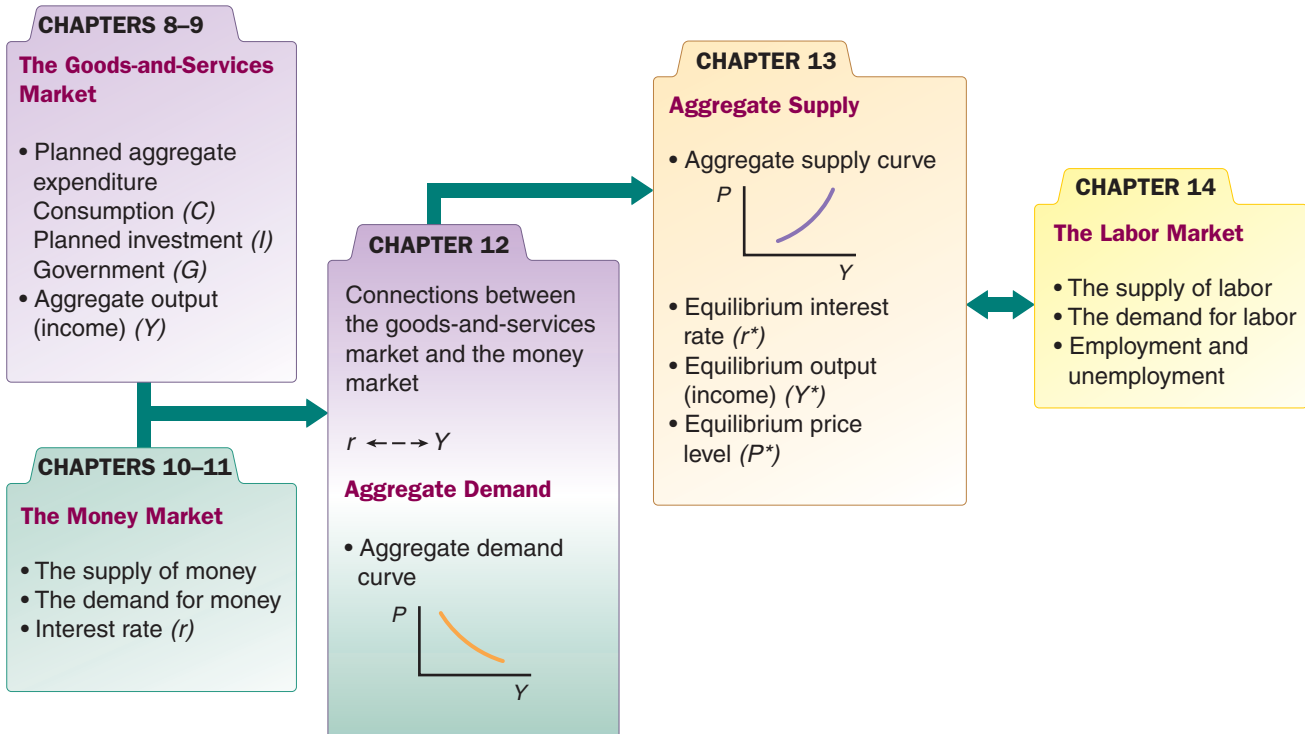 CHAPTERS 8–9
The Goods-and-Services
Market
• Planned aggregate
expenditure
Consumption (C)
Planned investment (I)
Government (G)
• Aggregate output
(income) (Y)
CHAPTERS 10–11
The Money Market
• The supply of money
• The demand for money
• Interest rate (r)
CHAPTER 12
Connections between
the goods-and-services
market and the money
market
r Y
Aggregate Demand
• Aggregate demand
curve
P
Y
CHAPTER 13
Aggregate Supply
• Aggregate supply curve
P
Y
• Equilibrium interest
rate (r*)
• Equilibrium output
(income) (Y*)
• Equilibrium price
level (P*)
CHAPTER 14
The Labor Market
• The supply of labor
• The demand for labor
• Employment and
unemployment